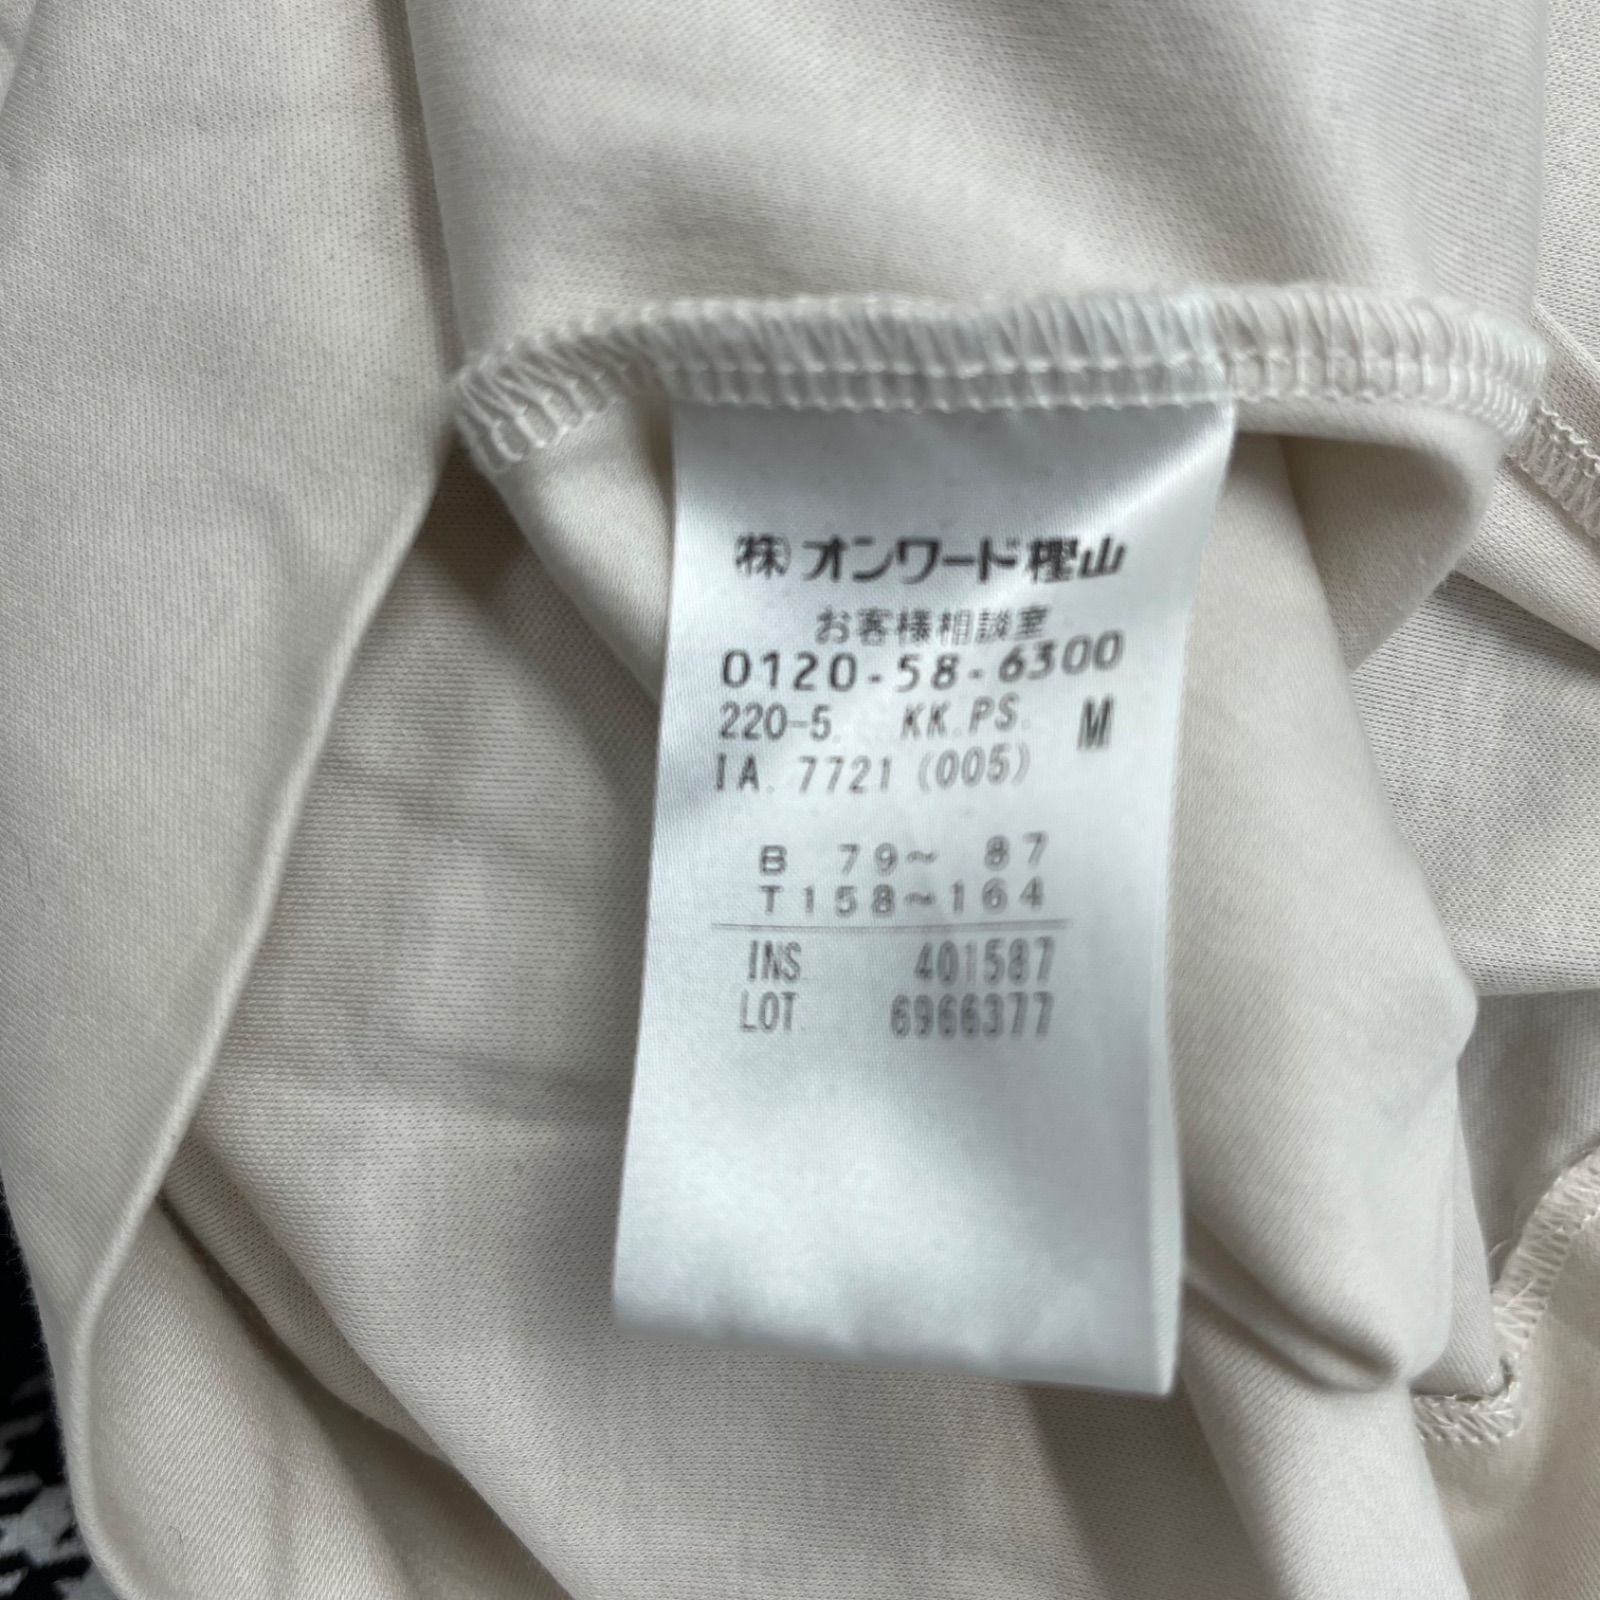 ㈱オンワード樫山
お客様相談室
0120-58-6300
220-5. KK.PS. M
IA. 7721 (005)
B 79～ 87
T158～164
INS. 401587
LOT. 6966377